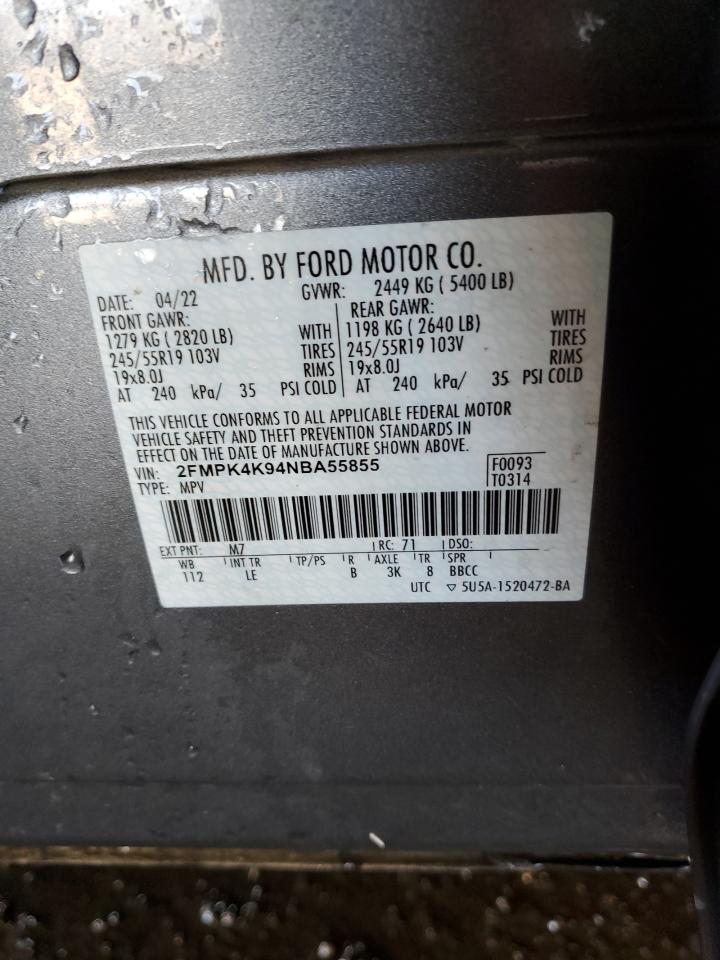 MFD. BY FORD MOTOR CO.
DATE: 04/22 GVWR: 2449 KG ( 5400 LB)
FRONT GAWR: REAR GAWR:
1279 KG ( 2820 LB) WITH 1198 KG ( 2640 LB) WITH
245/55R19 103V TIRES 245/55R19 103V TIRES
19x8.0J RIMS 19x8.0J RIMS
AT 240 kPa/ 35 PSI COLD AT 240 kPa/ 35 PSI COLD
THIS VEHICLE CONFORMS TO ALL APPLICABLE FEDERAL MOTOR
VEHICLE SAFETY AND THEFT PREVENTION STANDARDS IN
EFFECT ON THE DATE OF MANUFACTURE SHOWN ABOVE.
VIN: 2FMPK4K94NBA55855 F0093
TYPE: MPV T0314
EXT PNT: M7 RC: 71 DSO:
WB INT TR TP/PS R AXLE TR SPR
112 LE B 3K 8 BBCC
UTC ▽ 5U5A-1520472-BA